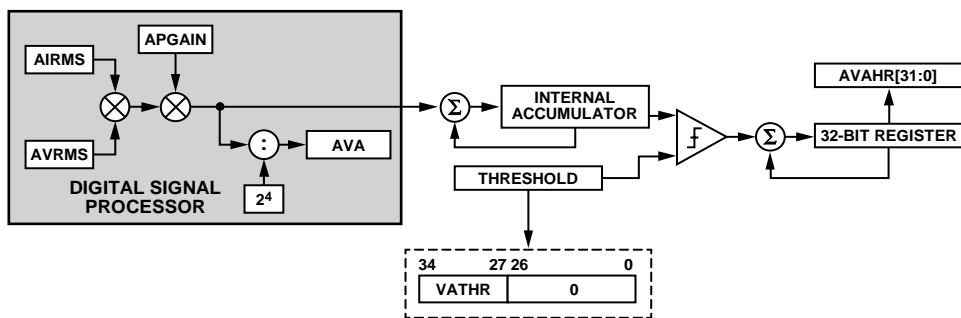 AIRMS
APGAIN
AVRMS
:
AVA
2⁴
DIGITAL SIGNAL
PROCESSOR
Σ
INTERNAL
ACCUMULATOR
THRESHOLD
34 27 26 0
VATHR 0
Σ
AVAHR[31:0]
32-BIT REGISTER